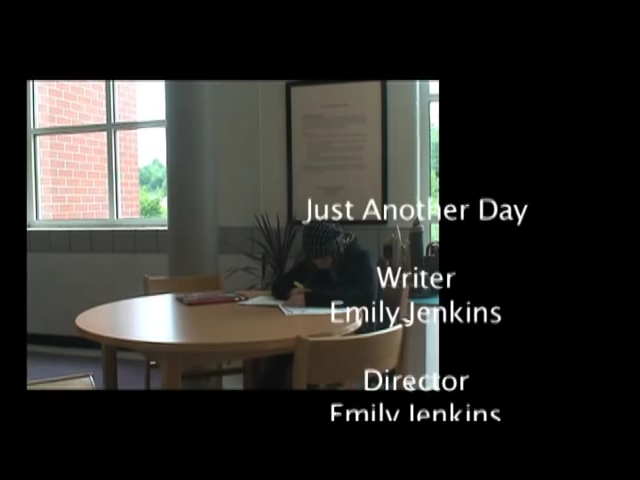 Just Another Day
Writer
Emily Jenkins
Director
Emily Jenkins